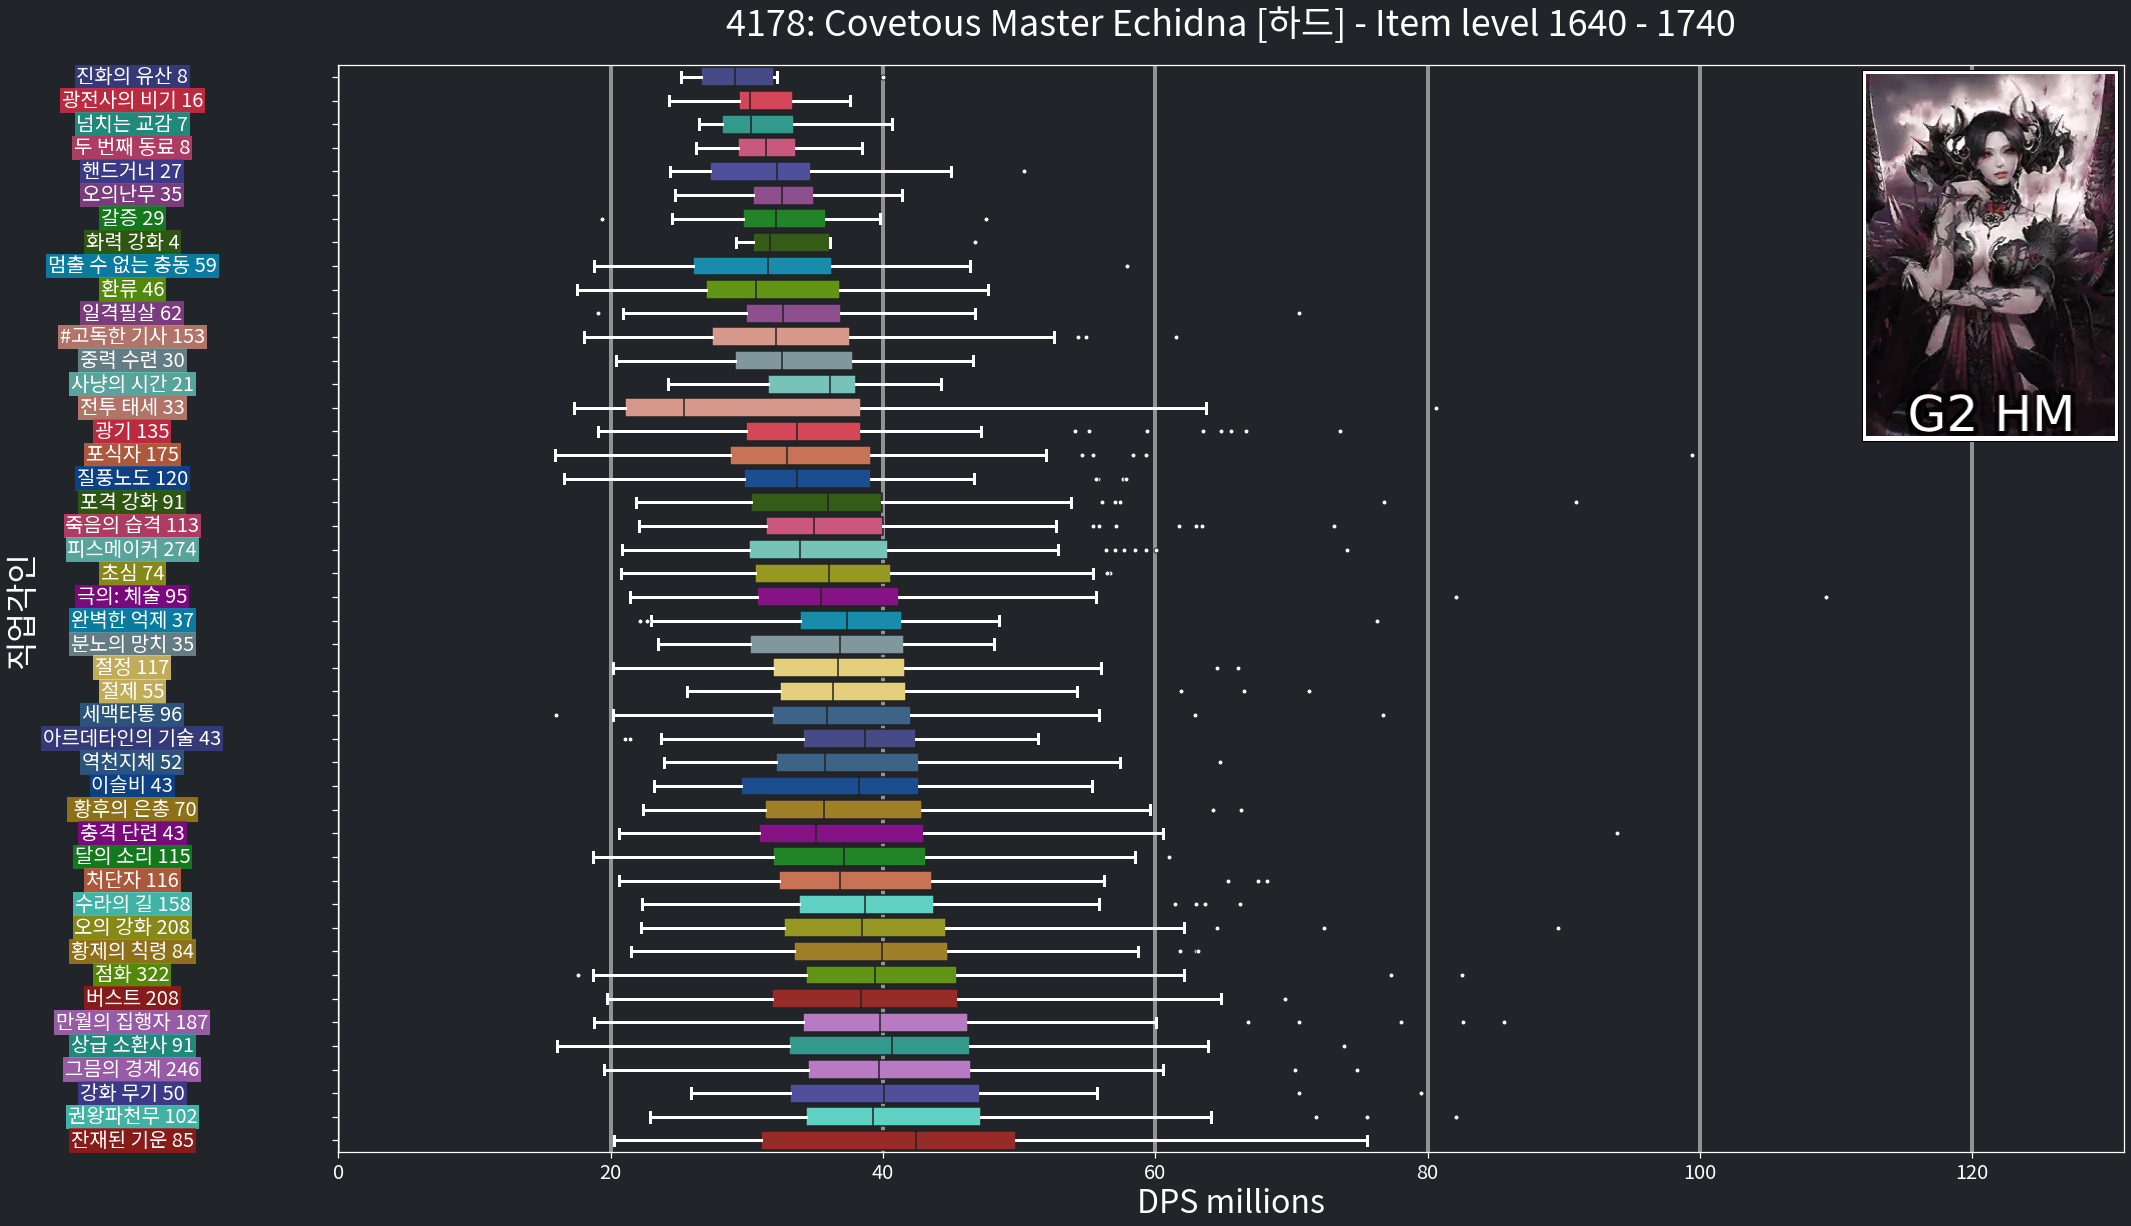 4178: Covetous Master Echidna [하드] - Item level 1640 - 1740
진화의 유산 8
광전사의 비기 16
넘치는 교감 7
두 번째 동료 8
핸드거너 27
오의난무 35
갈증 29
화력 강화 4
멈출 수 없는 충동 59
환류 46
일격필살 62
#고독한 기사 153
중력 수련 30
사냥의 시간 21
전투 태세 33
광기 135
포식자 175
질풍노도 120
포격 강화 91
죽음의 습격 113
피스메이커 274
초심 74
극의: 체술 95
완벽한 억제 37
분노의 망치 35
절정 117
절제 55
세맥타통 96
아르데타인의 기술 43
역천지체 52
이슬비 43
황후의 은총 70
충격 단련 43
달의 소리 115
처단자 116
수라의 길 158
오의 강화 208
황제의 칙령 84
점화 322
버스트 208
만월의 집행자 187
상급 소환사 91
그믐의 경계 246
강화 무기 50
권왕파천무 102
잔재된 기운 85
직업각인
G2 HM
0 20 40 60 80 100 120
DPS millions